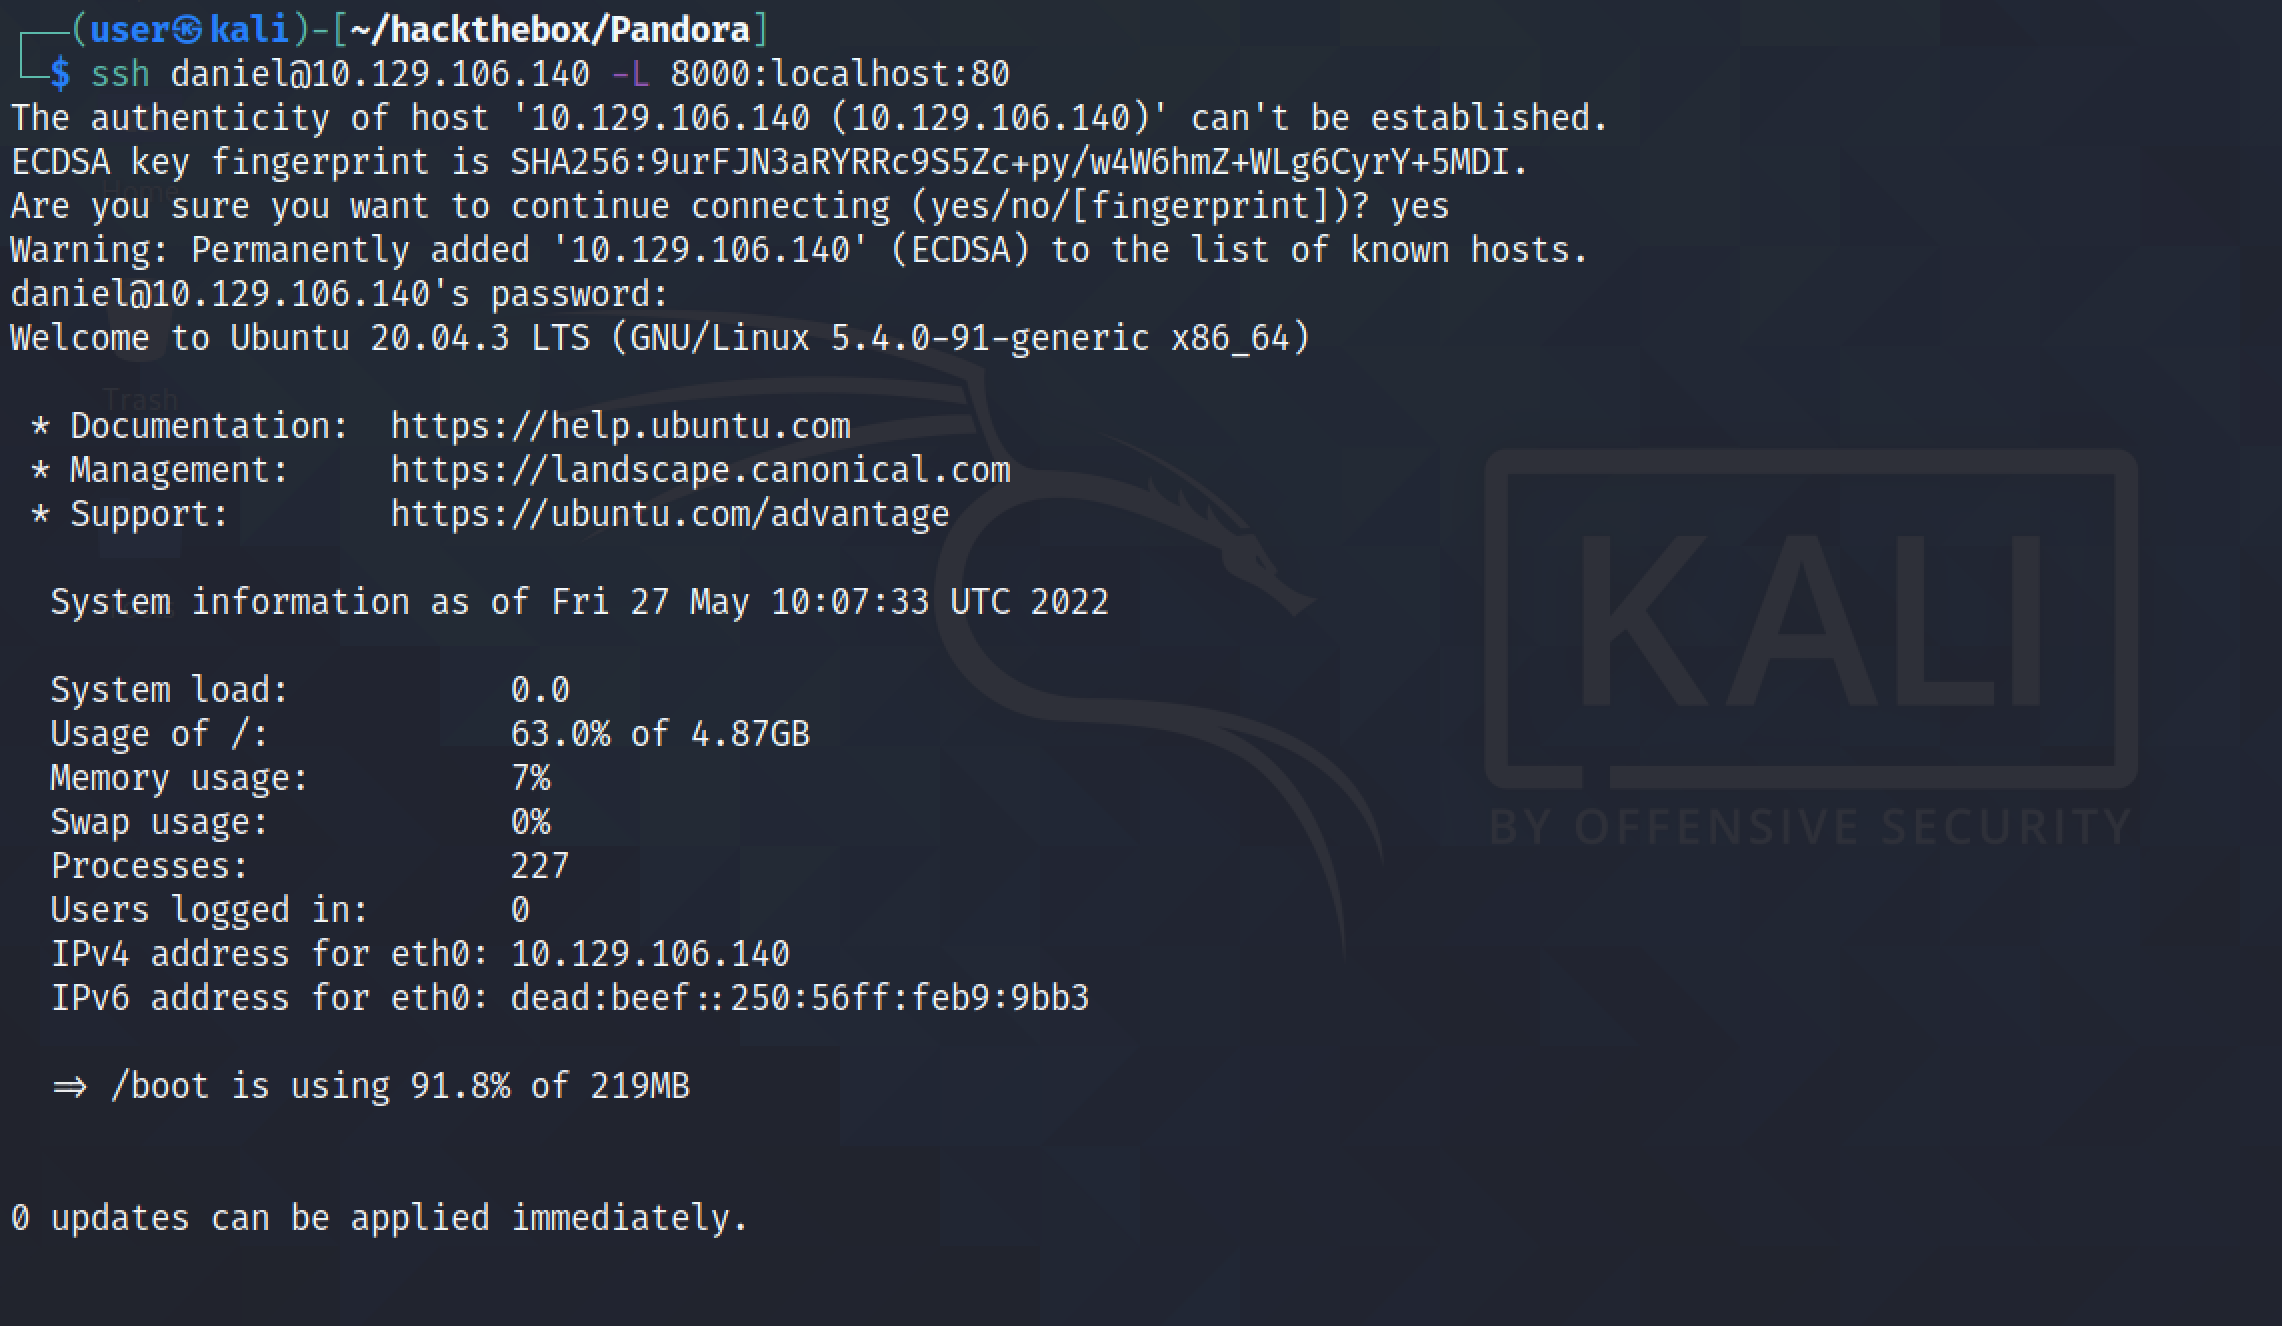 (user㉿kali)-[~/hackthebox/Pandora]
$ ssh daniel@10.129.106.140 -L 8000:localhost:80
The authenticity of host '10.129.106.140 (10.129.106.140)' can't be established.
ECDSA key fingerprint is SHA256:9urFJN3aRYRRc9S5Zc+py/w4W6hmZ+WLg6CyrY+5MDI.
Home
Are you sure you want to continue connecting (yes/no/[fingerprint])? yes
Warning: Permanently added '10.129.106.140' (ECDSA) to the list of known hosts.
daniel@10.129.106.140's password:
Welcome to Ubuntu 20.04.3 LTS (GNU/Linux 5.4.0-91-generic x86_64)
Trash
* Documentation:  https://help.ubuntu.com
* Management:     https://landscape.canonical.com
* Support:        https://ubuntu.com/advantage
System information as of Fri 27 May 10:07:33 UTC 2022
System load:           0.0
Usage of /:            63.0% of 4.87GB
Memory usage:          7%
Swap usage:            0%
Processes:             227
Users logged in:       0
IPv4 address for eth0: 10.129.106.140
IPv6 address for eth0: dead:beef::250:56ff:feb9:9bb3
=> /boot is using 91.8% of 219MB
0 updates can be applied immediately.
KALI
BY OFFENSIVE SECURITY